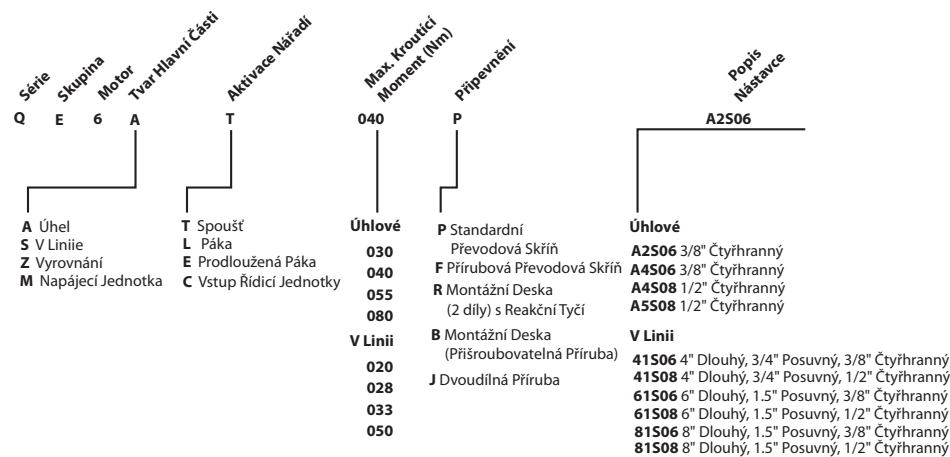 Série
Skupina
Motor
Tvar Hlavní Části
Aktivace Nářadí
Max. Kroutící
Moment (Nm)
Připevnění
Popis
Nástavce
Q E 6 A T 040 P A2S06
A Úhel
S V Liniie
Z Vyrovnání
M Napájecí Jednotka
T Spoušť
L Páka
E Prodloužená Páka
C Vstup Řídicí Jednotky
Úhlové
030
040
055
080
V Linii
020
028
033
050
P Standardní
Převodová Skříň
F Přírubová Převodová Skříň
R Montážní Deska
(2 díly) s Reakční Tyčí
B Montážní Deska
(Přišroubovatelná Příruba)
J Dvoudílná Příruba
Úhlové
A2S06 3/8" Čtyřhranný
A4S06 3/8" Čtyřhranný
A4S08 1/2" Čtyřhranný
A5S08 1/2" Čtyřhranný
V Linii
41S06 4" Dlouhý, 3/4" Posuvný, 3/8" Čtyřhranný
41S08 4" Dlouhý, 3/4" Posuvný, 1/2" Čtyřhranný
61S06 6" Dlouhý, 1.5" Posuvný, 3/8" Čtyřhranný
61S08 6" Dlouhý, 1.5" Posuvný, 1/2" Čtyřhranný
81S06 8" Dlouhý, 1.5" Posuvný, 3/8" Čtyřhranný
81S08 8" Dlouhý, 1.5" Posuvný, 1/2" Čtyřhranný